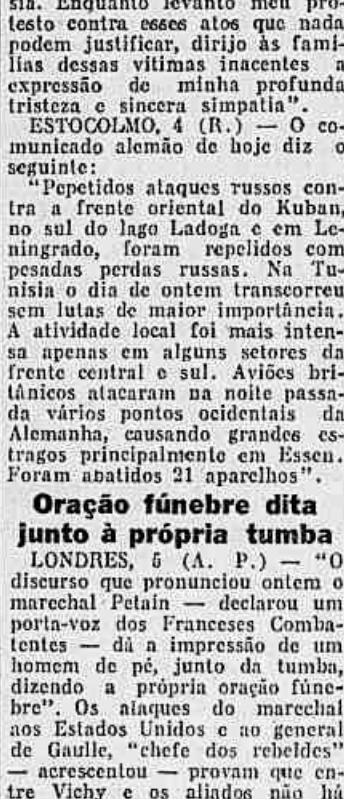 sia. Enquanto levanto meu pro-
testo contra esses atos que nada
podem justificar, dirijo às famí-
lias dessas vitimas inacentes a
expressão de minha profunda
tristeza e sincera simpatia".
ESTOCOLMO, 4 (R.) — O co-
municado alemão de hoje diz o
seguinte:
"Pepetidos ataques russos con-
tra a frente oriental do Kuban,
no sul do lago Ladoga e em Le-
ningrado, foram repelidos com
pesadas perdas russas. Na Tu-
nisia o dia de ontem transcorreu
sem lutas de maior importância.
A atividade local foi mais inten-
sa apenas em alguns setores da
frente central e sul. Aviões bri-
tânicos atacaram na noite passa-
da vários pontos ocidentais da
Alemanha, causando grandes es-
tragos principalmente em Essen.
Foram abatidos 21 aparelhos".
Oração fúnebre dita
junto à própria tumba
LONDRES, 5 (A. P.) — "O
discurso que pronunciou ontem o
marechal Petain — declarou um
porta-voz dos Franceses Comba-
tentes — dá a impressão de um
homem de pé, junto da tumba,
dizendo a própria oração fúne-
bre". Os ataques do marechal
aos Estados Unidos e ao general
de Gaulle, "chefe dos rebeldes"
— acrescentou — provam que en-
tre Vichy e os aliados não há